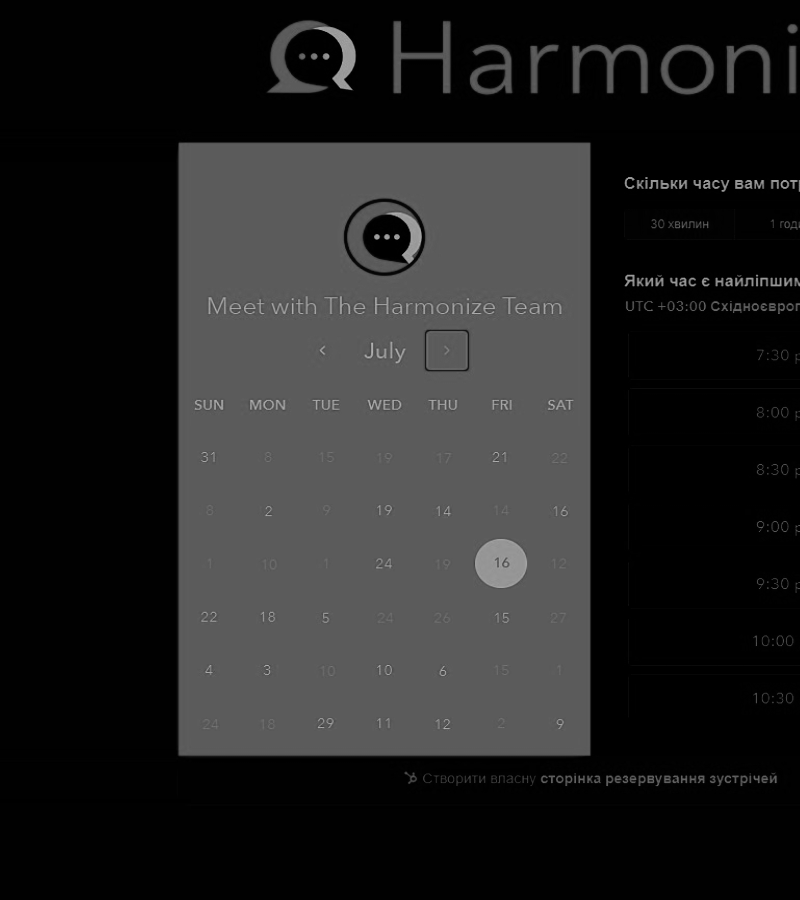 Harmoni
Meet with The Harmonize Team
July
SUN MON TUE WED THU FRI SAT
31 8 15 19 17 21 22
8 2 9 19 14 14 16
1 10 1 24 19 16 12
22 18 5 24 26 15 27
4 3 10 10 6 15 1
24 18 29 11 12 2 9
Скільки часу вам потр
30 хвилин 1 годи
Який час є найліпшим
UTC +03:00 Східноєвроп
7:30 p
8:00 p
8:30 p
9:00 p
9:30 p
10:00
10:30
Створити власну сторінка резервування зустрічей